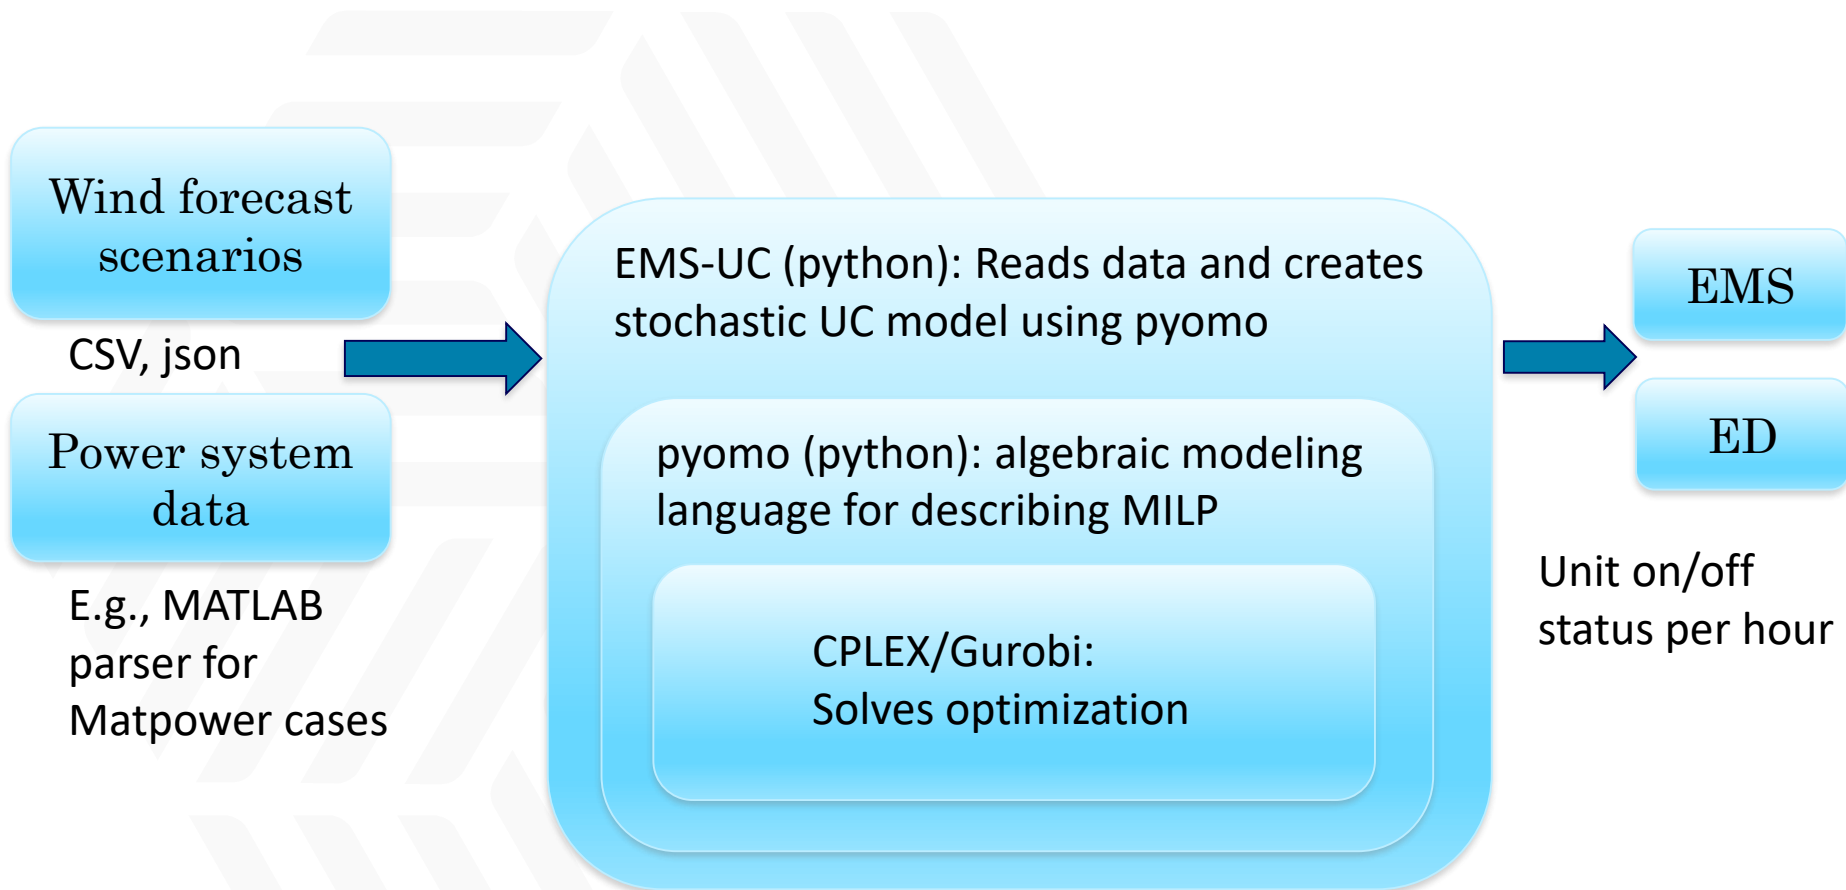 Wind forecast
scenarios
CSV, json
Power system
data
E.g., MATLAB
parser for
Matpower cases
EMS-UC (python): Reads data and creates
stochastic UC model using pyomo
pyomo (python): algebraic modeling
language for describing MILP
CPLEX/Gurobi:
Solves optimization
EMS
ED
Unit on/off
status per hour